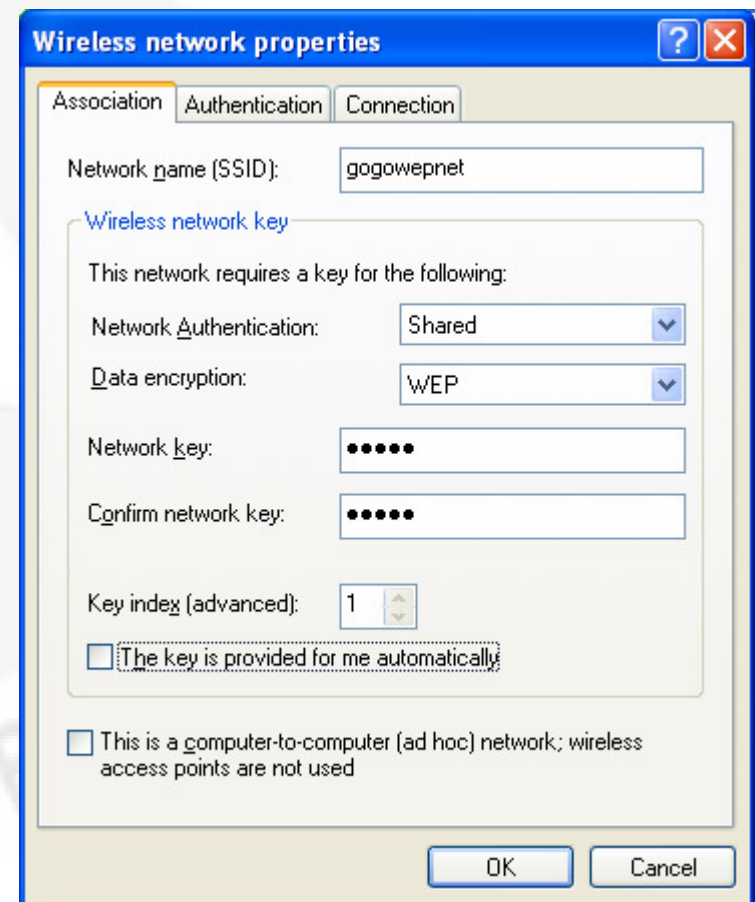 Wireless network properties
Association Authentication Connection
Network name (SSID): gogowepnet
Wireless network key
This network requires a key for the following:
Network Authentication: Shared
Data encryption: WEP
Network key: •••••
Confirm network key: •••••
Key index (advanced): 1
The key is provided for me automatically
This is a computer-to-computer (ad hoc) network; wireless
access points are not used
OK Cancel